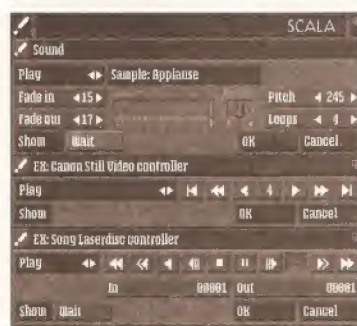 SCALA
Sound
Play Sample: Applause
Fade in 15 Pitch 245
Fade out 17 Loops 4
Show Wait OK Cancel
EX: Canon Still Video controller
Play 4
Show OK Cancel
EX: Sony Laserdisc controller
Play
In 00001 Out 00001
Show Wait OK Cancel